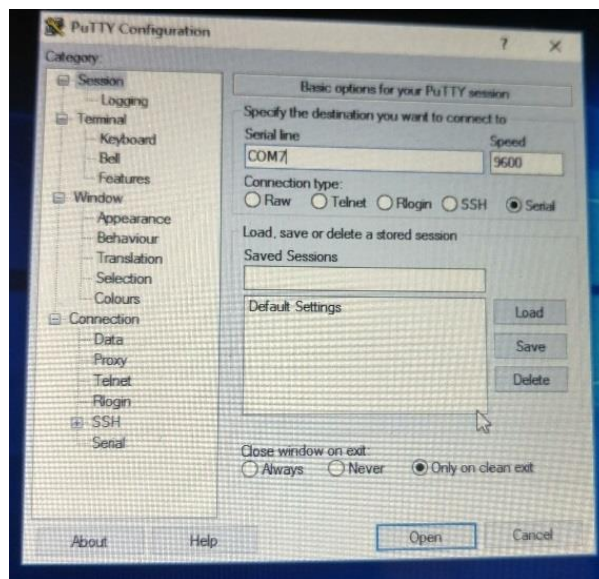 PuTTY Configuration
? ×
Category:
Session
Logging
Terminal
Keyboard
Bell
Features
Window
Appearance
Behaviour
Translation
Selection
Colours
Connection
Data
Proxy
Telnet
Rlogin
SSH
Serial
Basic options for your PuTTY session
Specify the destination you want to connect to
Serial line Speed
COM7 9600
Connection type:
Raw Telnet Rlogin SSH Serial
Load, save or delete a stored session
Saved Sessions
Default Settings
Load
Save
Delete
Close window on exit:
Always Never Only on clean exit
About Help Open Cancel